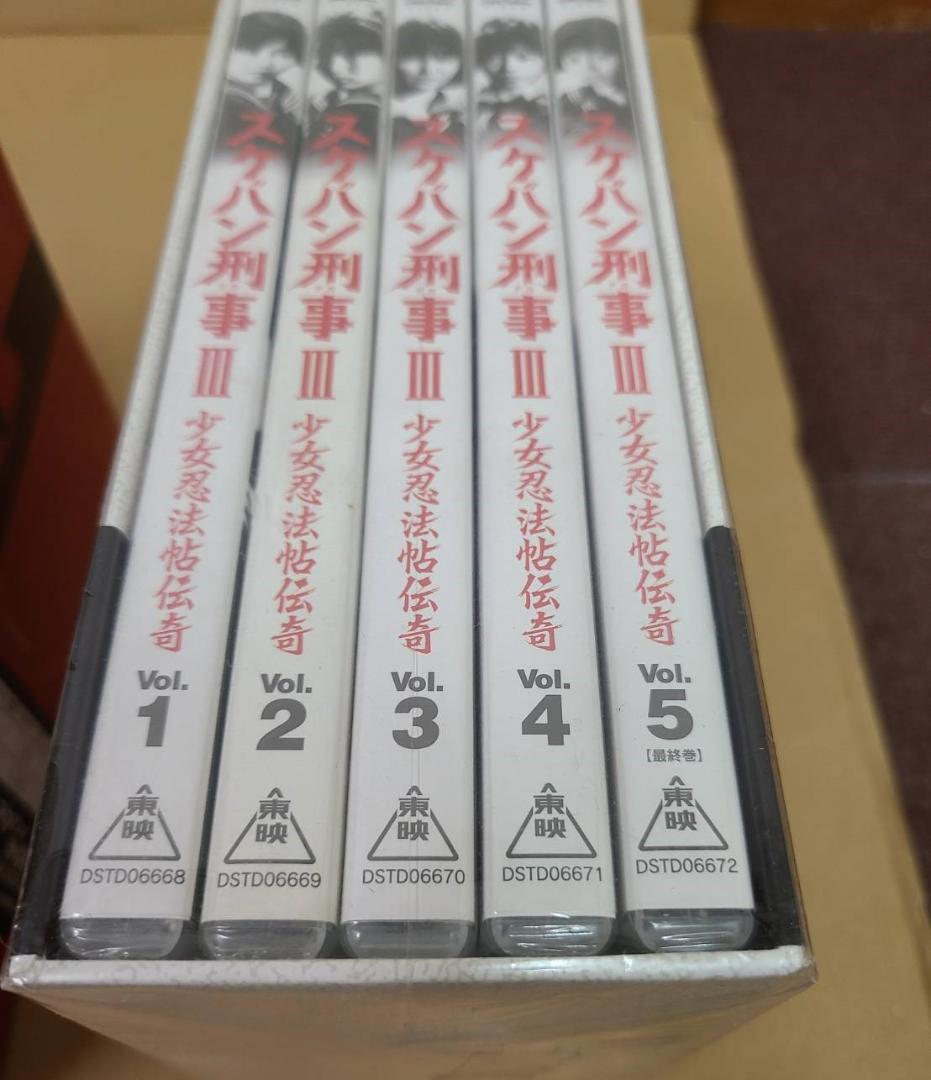 スケバン刑事III
少女忍法帖伝奇
Vol.
1
東映
DSTD06668
スケバン刑事III
少女忍法帖伝奇
Vol.
2
東映
DSTD06669
スケバン刑事III
少女忍法帖伝奇
Vol.
3
東映
DSTD06670
スケバン刑事III
少女忍法帖伝奇
Vol.
4
東映
DSTD06671
スケバン刑事III
少女忍法帖伝奇
Vol.
5
【最終巻】
東映
DSTD06672